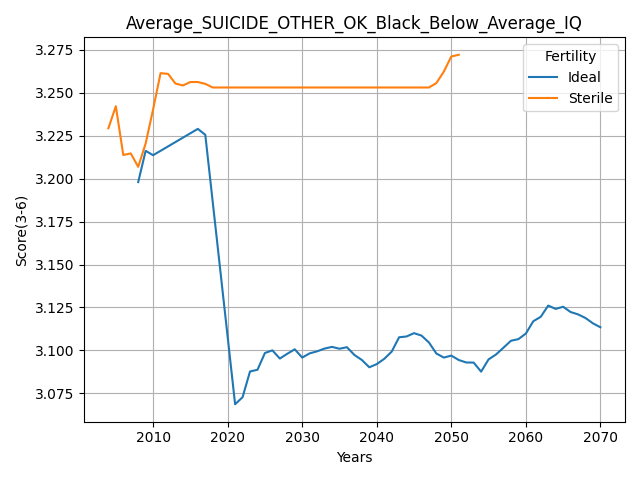 Average_SUICIDE_OTHER_OK_Black_Below_Average_IQ
Score(3-6)
3.275
3.250
3.225
3.200
3.175
3.150
3.125
3.100
3.075
Fertility
Ideal
Sterile
2010 2020 2030 2040 2050 2060 2070
Years